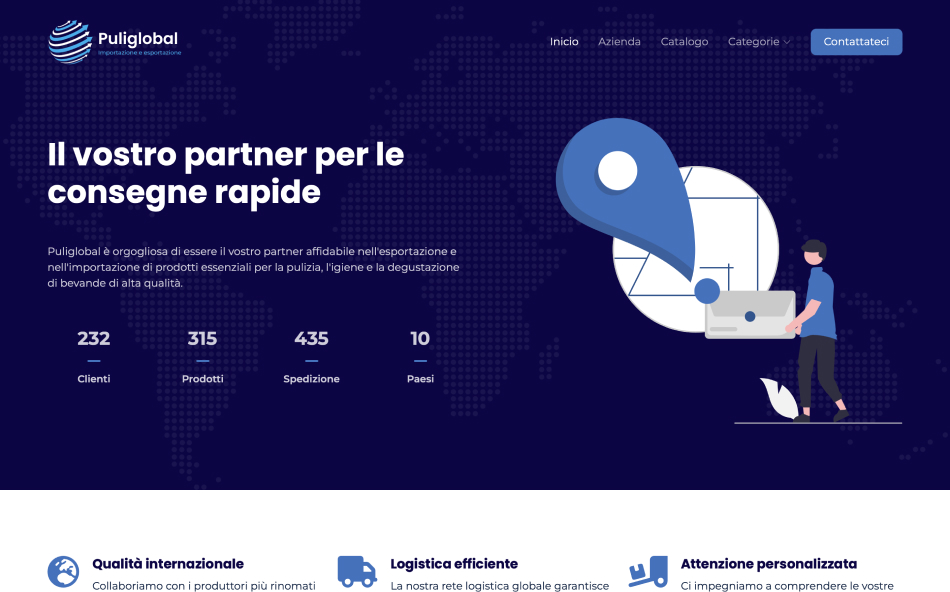 Puliglobal
Importazione e esportazione
Inicio Azienda Catalogo Categorie Contattateci
Il vostro partner per le
consegne rapide
Puliglobal è orgogliosa di essere il vostro partner affidabile nell'esportazione e
nell'importazione di prodotti essenziali per la pulizia, l'igiene e la degustazione
di bevande di alta qualità.
232 315 435 10
Clienti Prodotti Spedizione Paesi
Qualità internazionale
Collaboriamo con i produttori più rinomati
Logistica efficiente
La nostra rete logistica globale garantisce
Attenzione personalizzata
Ci impegniamo a comprendere le vostre